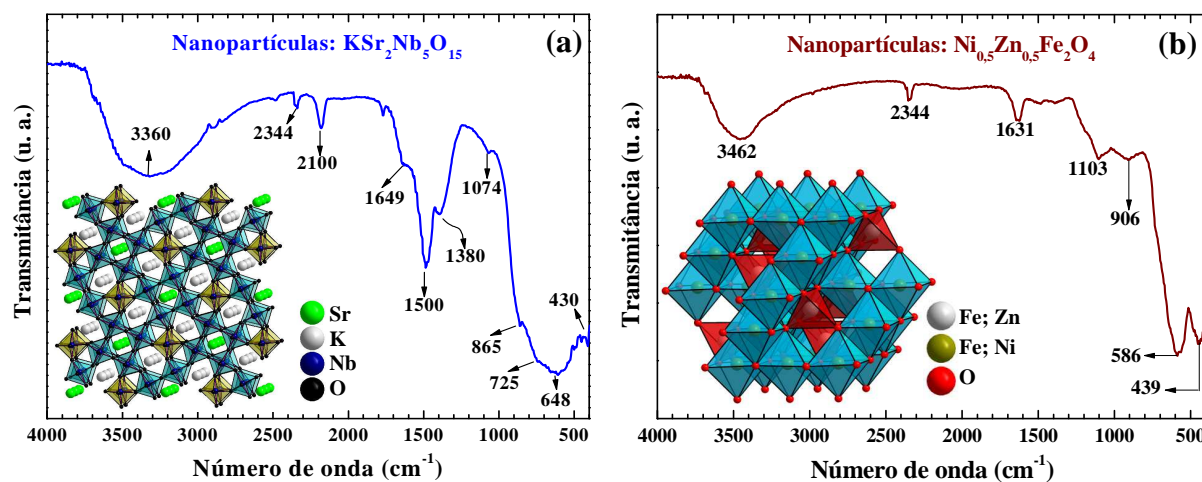 Nanopartículas: KSr₂Nb₅O₁₅
(a)
Transmitância (u. a.)
3360
2344
2100
1649
1500
1380
1074
865
725
648
430
Sr
K
Nb
O
4000 3500 3000 2500 2000 1500 1000 500
Número de onda (cm⁻¹)
Nanopartículas: Ni₀,₅Zn₀,₅Fe₂O₄
(b)
Transmitância (u. a.)
3462
2344
1631
1103
906
586
439
Fe; Zn
Fe; Ni
O
4000 3500 3000 2500 2000 1500 1000 500
Número de onda (cm⁻¹)